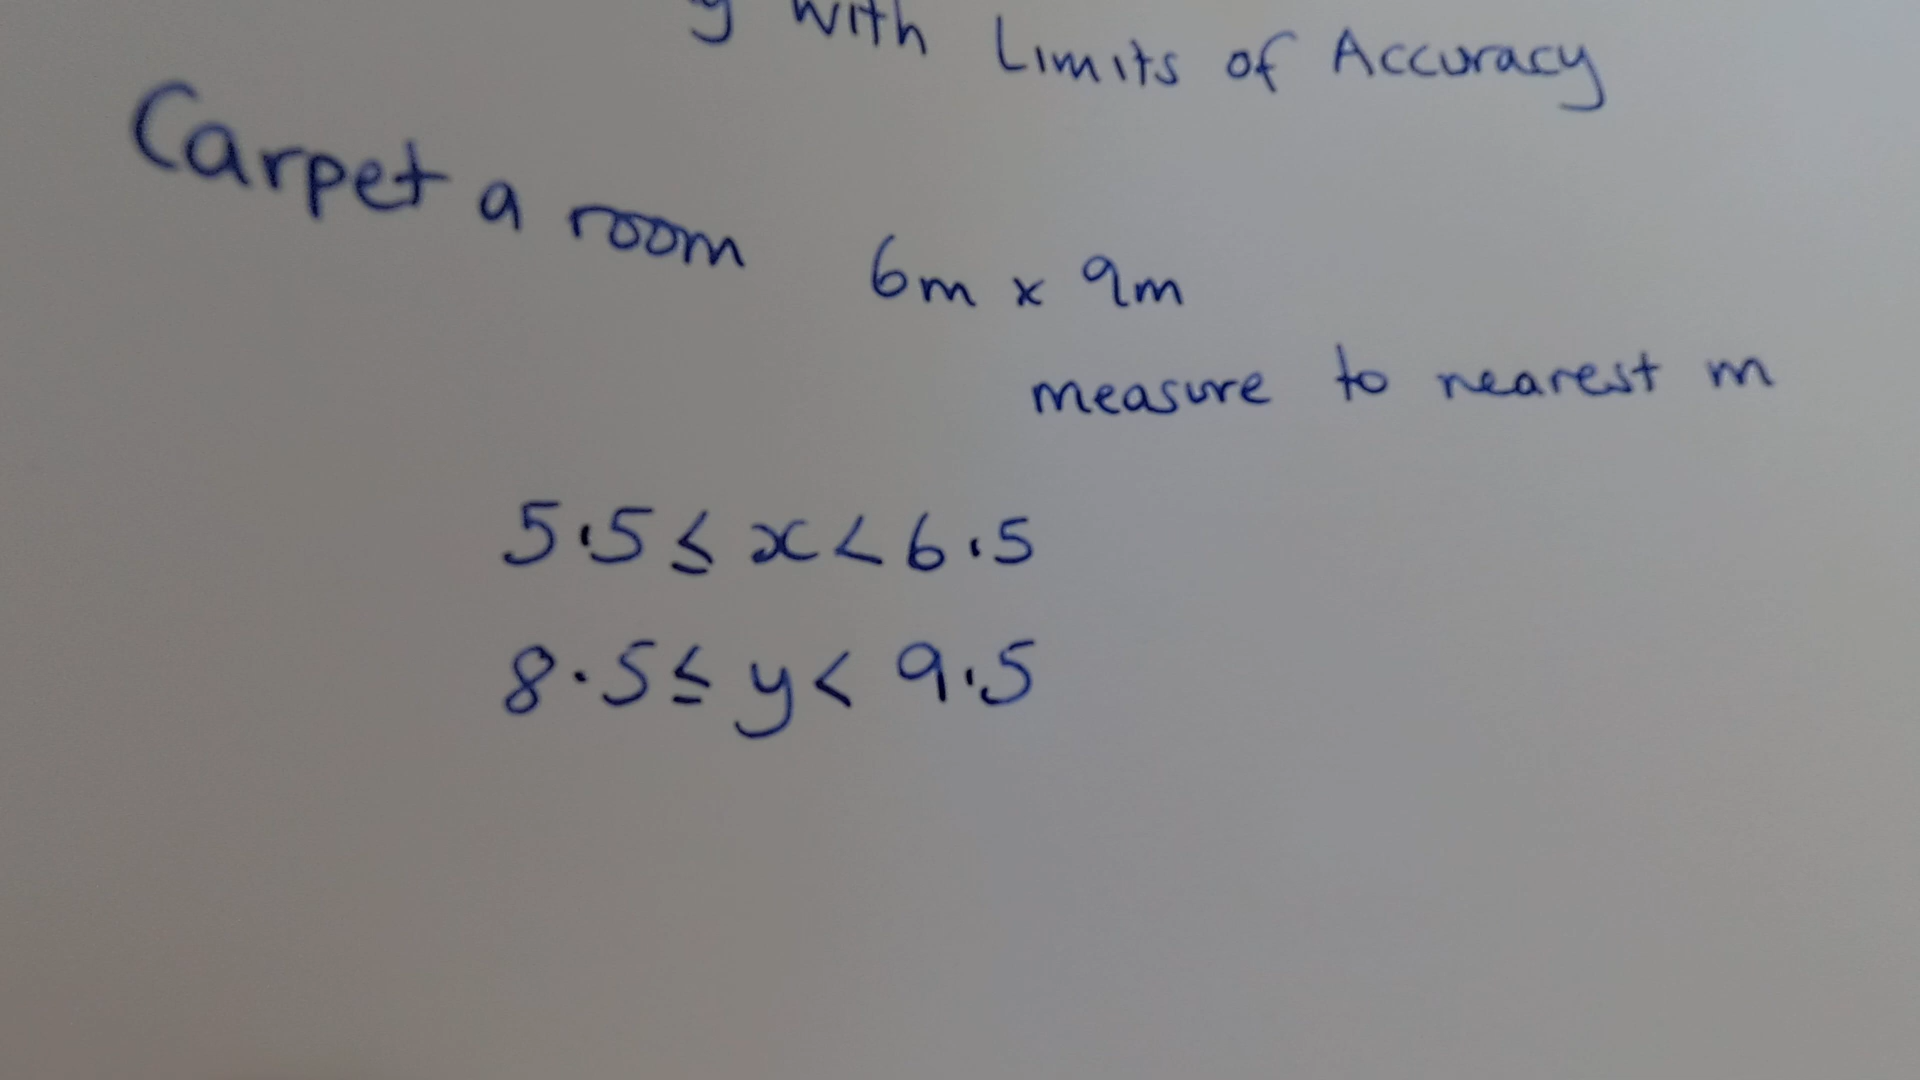 with Limits of Accuracy
Carpet a room 6m x 9m
measure to nearest m
5.5 ≤ x < 6.5
8.5 ≤ y < 9.5